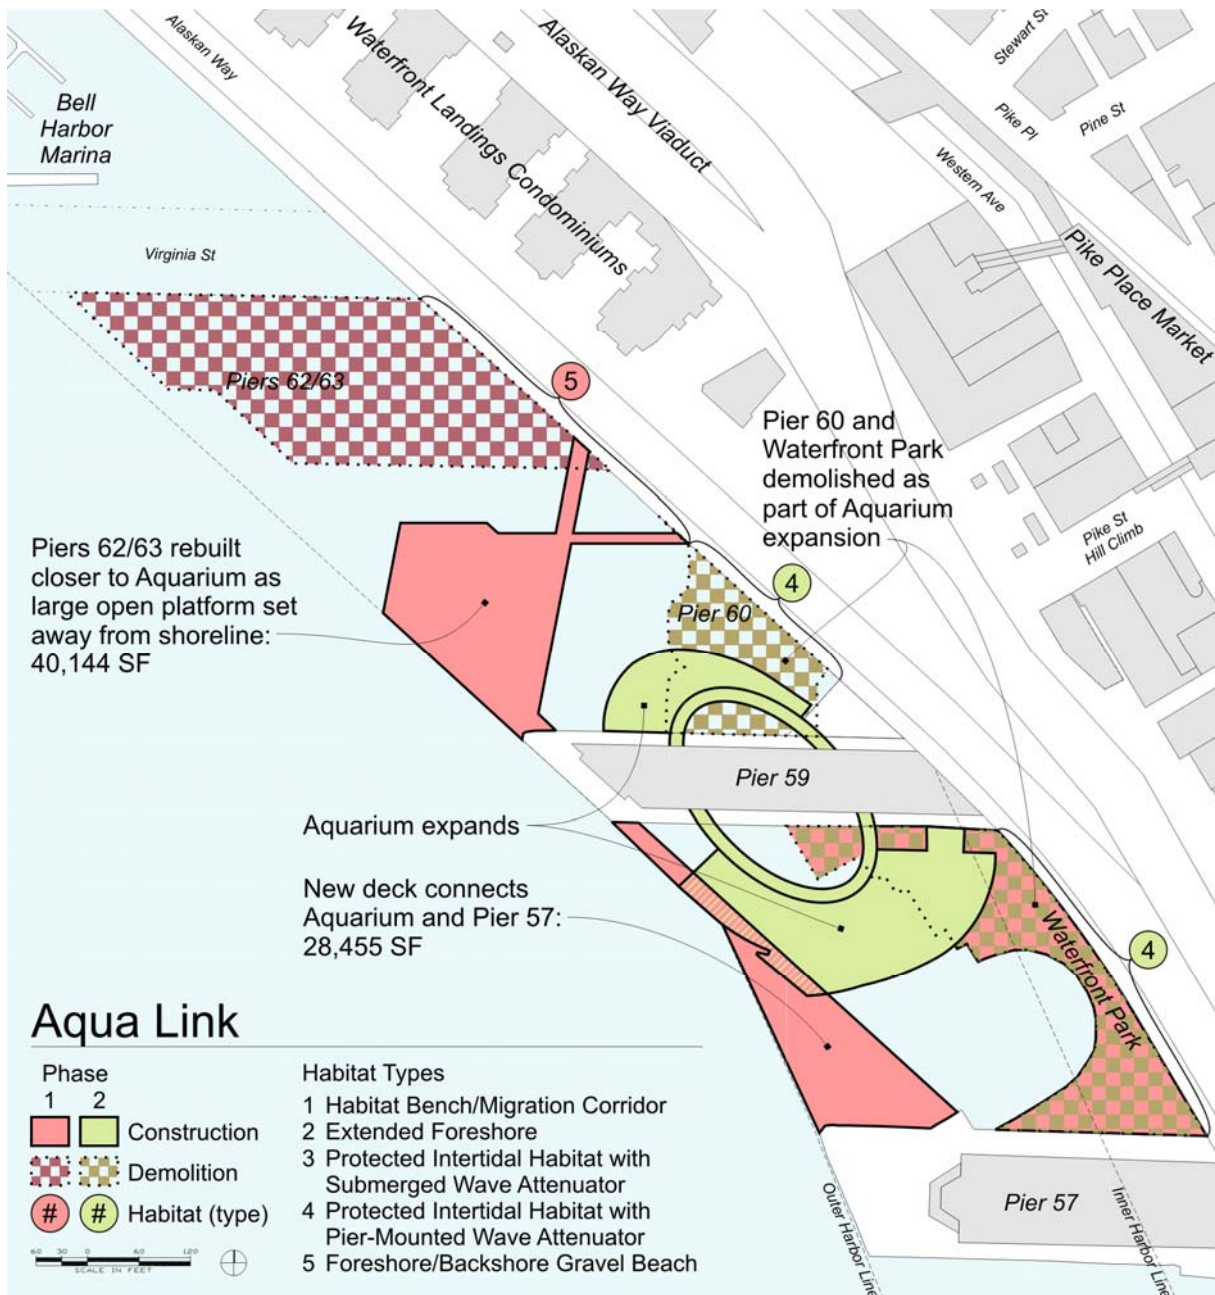 Alaskan Way
Waterfront Landings Condominiums
Alaskan Way Viaduct
Stewart St
Pike Pl
Pine St
Western Ave
Bell
Harbor
Marina
Virginia St
Pike Place Market
Piers 62/63
5
Pier 60 and
Waterfront Park
demolished as
part of Aquarium
expansion
Pike St
Hill Climb
Piers 62/63 rebuilt
closer to Aquarium as
large open platform set
away from shoreline:
40,144 SF
4
Pier 60
Pier 59
Aquarium expands
New deck connects
Aquarium and Pier 57:
28,455 SF
Waterfront Park
4
Aqua Link
Phase
1 2
Construction
Demolition
# # Habitat (type)
60 30 0 60 120
SCALE IN FEET
Habitat Types
1 Habitat Bench/Migration Corridor
2 Extended Foreshore
3 Protected Intertidal Habitat with
Submerged Wave Attenuator
4 Protected Intertidal Habitat with
Pier-Mounted Wave Attenuator
5 Foreshore/Backshore Gravel Beach
Pier 57
Outer Harbor Line
Inner Harbor Line